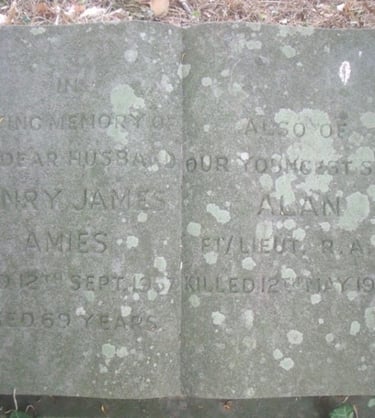 IN
ING MEMORY OF
DEAR HUSBAND
NRY JAMES
AMIES
D 12TH SEPT. 19
ED 69 YEARS
ALSO OF
OUR YOUNGEST S
ALAN
FT/LIEUT. R. A.
KILLED 12TH MAY 19